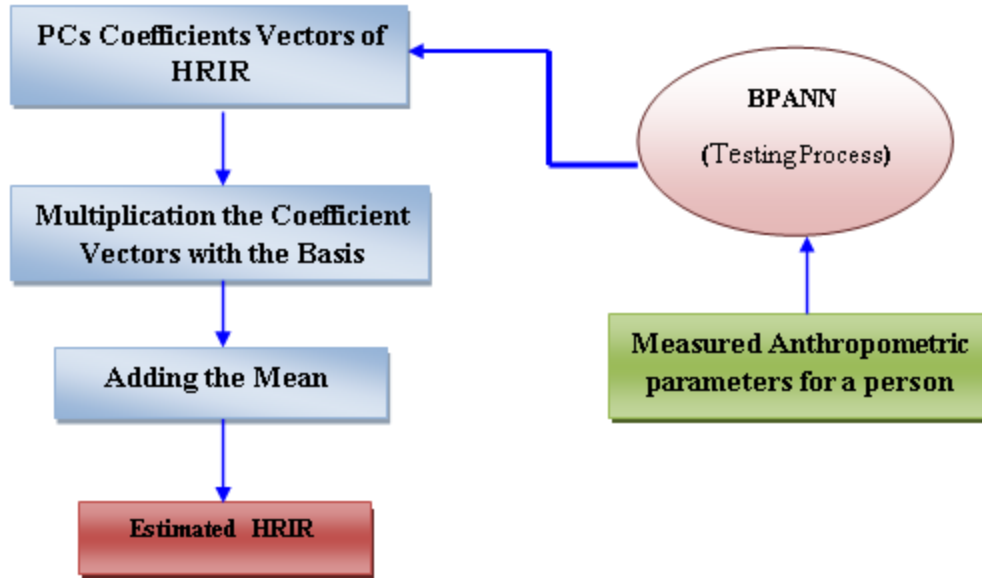 PCs Coefficients Vectors of
HRIR
BPANN
(Testing Process)
Multiplication the Coefficient
Vectors with the Basis
Measured Anthropometric
parameters for a person
Adding the Mean
Estimated HRIR